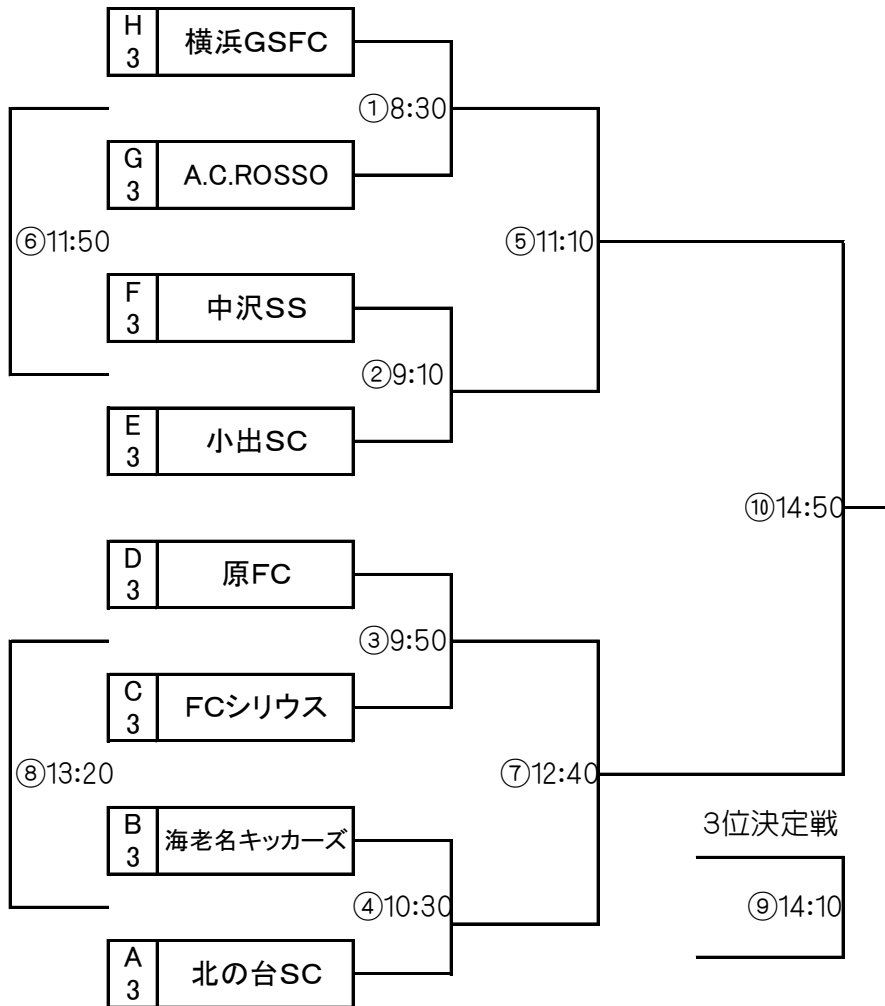 H
3
横浜GSFC
①8:30
G
3
A.C.ROSSO
⑥11:50
⑤11:10
F
3
中沢SS
②9:10
E
3
小出SC
⑩14:50
D
3
原FC
③9:50
C
3
FCシリウス
⑧13:20
⑦12:40
B
3
海老名キッカーズ
3位決定戦
④10:30
⑨14:10
A
3
北の台SC